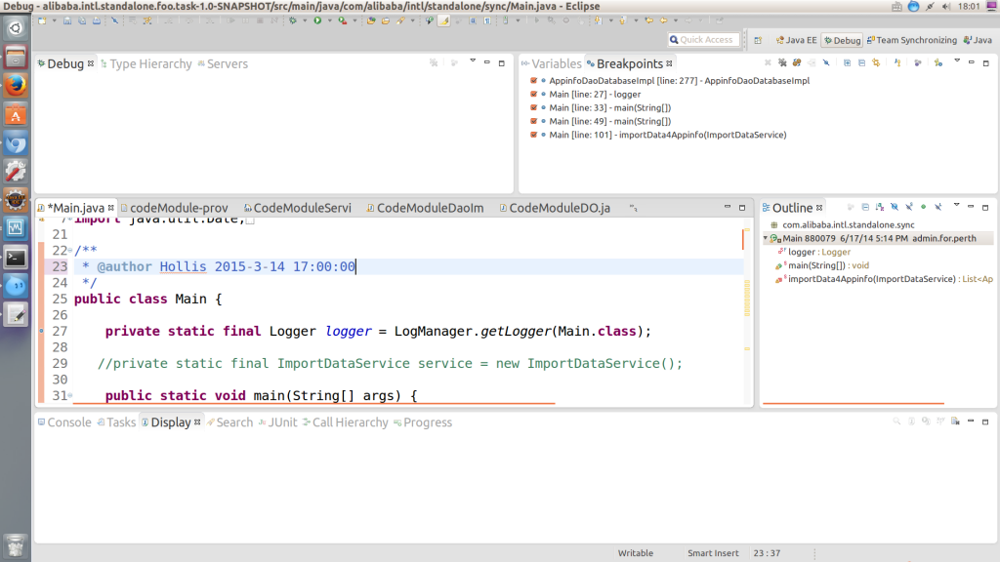 Debug - alibaba.intl.standalone.foo.task-1.0-SNAPSHOT/src/main/java/com/alibaba/intl/standalone/sync/Main.java - Eclipse
18:01
Quick Access
Java EE
Debug
Team Synchronizing
Java
Debug
Type Hierarchy
Servers
Variables
Breakpoints
AppinfoDaoDatabaseImpl [line: 277] - AppinfoDaoDatabaseImpl
Main [line: 27] - logger
Main [line: 33] - main(String[])
Main [line: 49] - main(String[])
Main [line: 101] - importData4Appinfo(ImportDataService)
*Main.java
codeModule-prov
CodeModuleServi
CodeModuleDaoIm
CodeModuleDO.ja
Outline
7 import java.util.Date;
21
22 /**
23 * @author Hollis 2015-3-14 17:00:00
24 */
25 public class Main {
26
27 private static final Logger logger = LogManager.getLogger(Main.class);
28
29 //private static final ImportDataService service = new ImportDataService();
30
31 public static void main(String[] args) {
com.alibaba.intl.standalone.sync
Main 880079 6/17/14 5:14 PM admin.for.perth
logger : Logger
main(String[]) : void
importData4Appinfo(ImportDataService) : List<Ap
Console
Tasks
Display
Search
JUnit
Call Hierarchy
Progress
Writable
Smart Insert
23 : 37